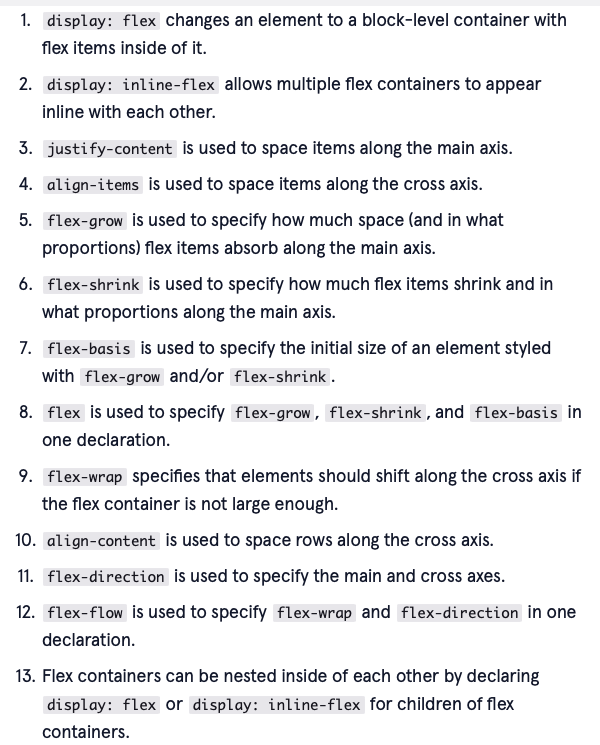 1. display: flex changes an element to a block-level container with
flex items inside of it.
2. display: inline-flex allows multiple flex containers to appear
inline with each other.
3. justify-content is used to space items along the main axis.
4. align-items is used to space items along the cross axis.
5. flex-grow is used to specify how much space (and in what
proportions) flex items absorb along the main axis.
6. flex-shrink is used to specify how much flex items shrink and in
what proportions along the main axis.
7. flex-basis is used to specify the initial size of an element styled
with flex-grow and/or flex-shrink.
8. flex is used to specify flex-grow, flex-shrink, and flex-basis in
one declaration.
9. flex-wrap specifies that elements should shift along the cross axis if
the flex container is not large enough.
10. align-content is used to space rows along the cross axis.
11. flex-direction is used to specify the main and cross axes.
12. flex-flow is used to specify flex-wrap and flex-direction in one
declaration.
13. Flex containers can be nested inside of each other by declaring
display: flex or display: inline-flex for children of flex
containers.